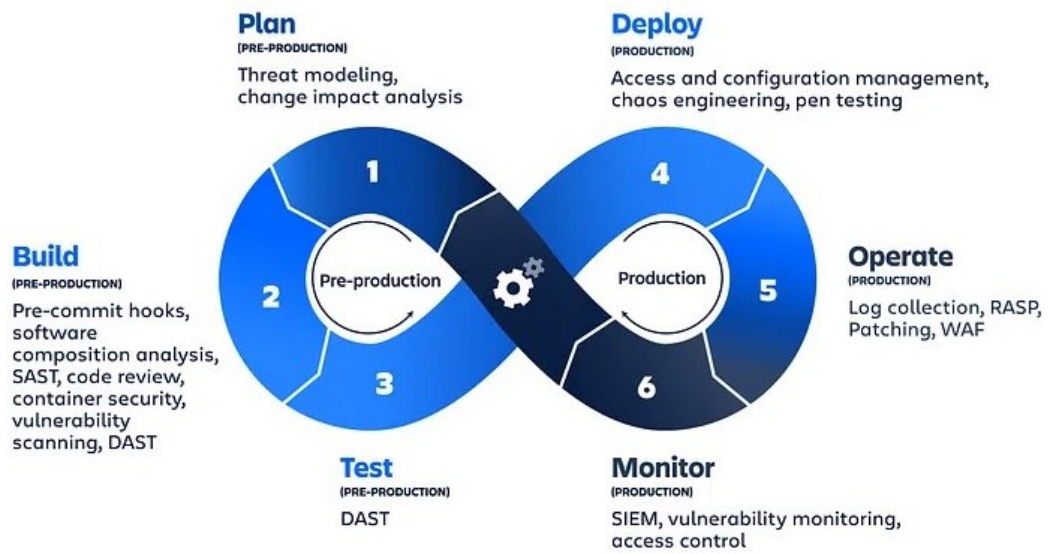 Plan
(PRE-PRODUCTION)
Threat modeling,
change impact analysis
Deploy
(PRODUCTION)
Access and configuration management,
chaos engineering, pen testing
1
4
Build
(PRE-PRODUCTION)
Pre-commit hooks,
software
composition analysis,
SAST, code review,
container security,
vulnerability
scanning, DAST
2
Pre-production
Production
5
Operate
(PRODUCTION)
Log collection, RASP,
Patching, WAF
3
6
Test
(PRE-PRODUCTION)
DAST
Monitor
(PRODUCTION)
SIEM, vulnerability monitoring,
access control